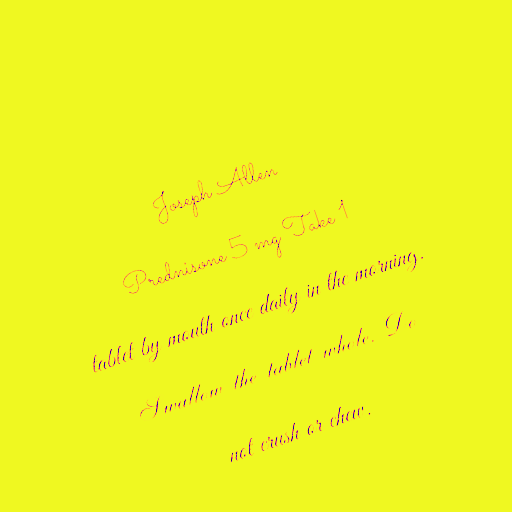 Joseph Allen
Prednisone 5 mg Take 1
tablet by mouth once daily in the morning.
Swallow the tablet whole. Do
not crush or chew.